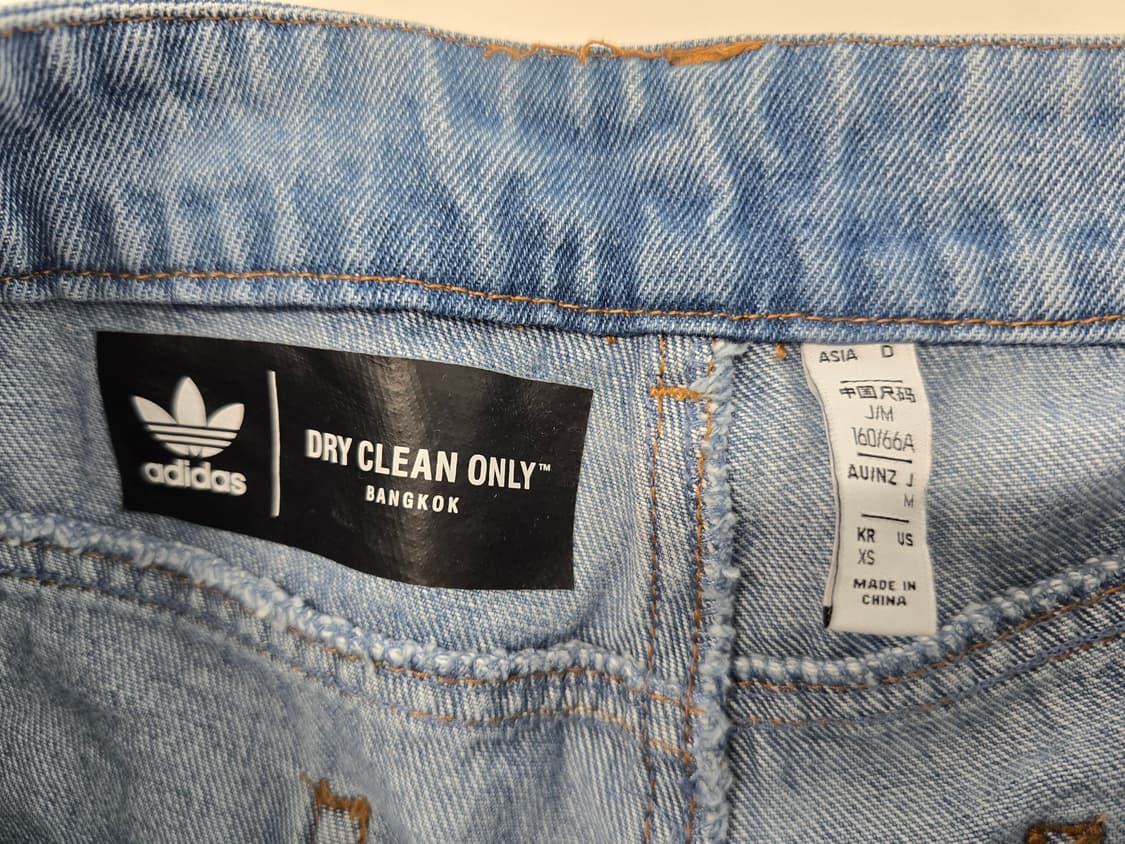 adidas
DRY CLEAN ONLY™
BANGKOK
ASIA D
中国尺码
J/M
160/66A
AU/NZ J
M
KR US
XS
MADE IN
CHINA